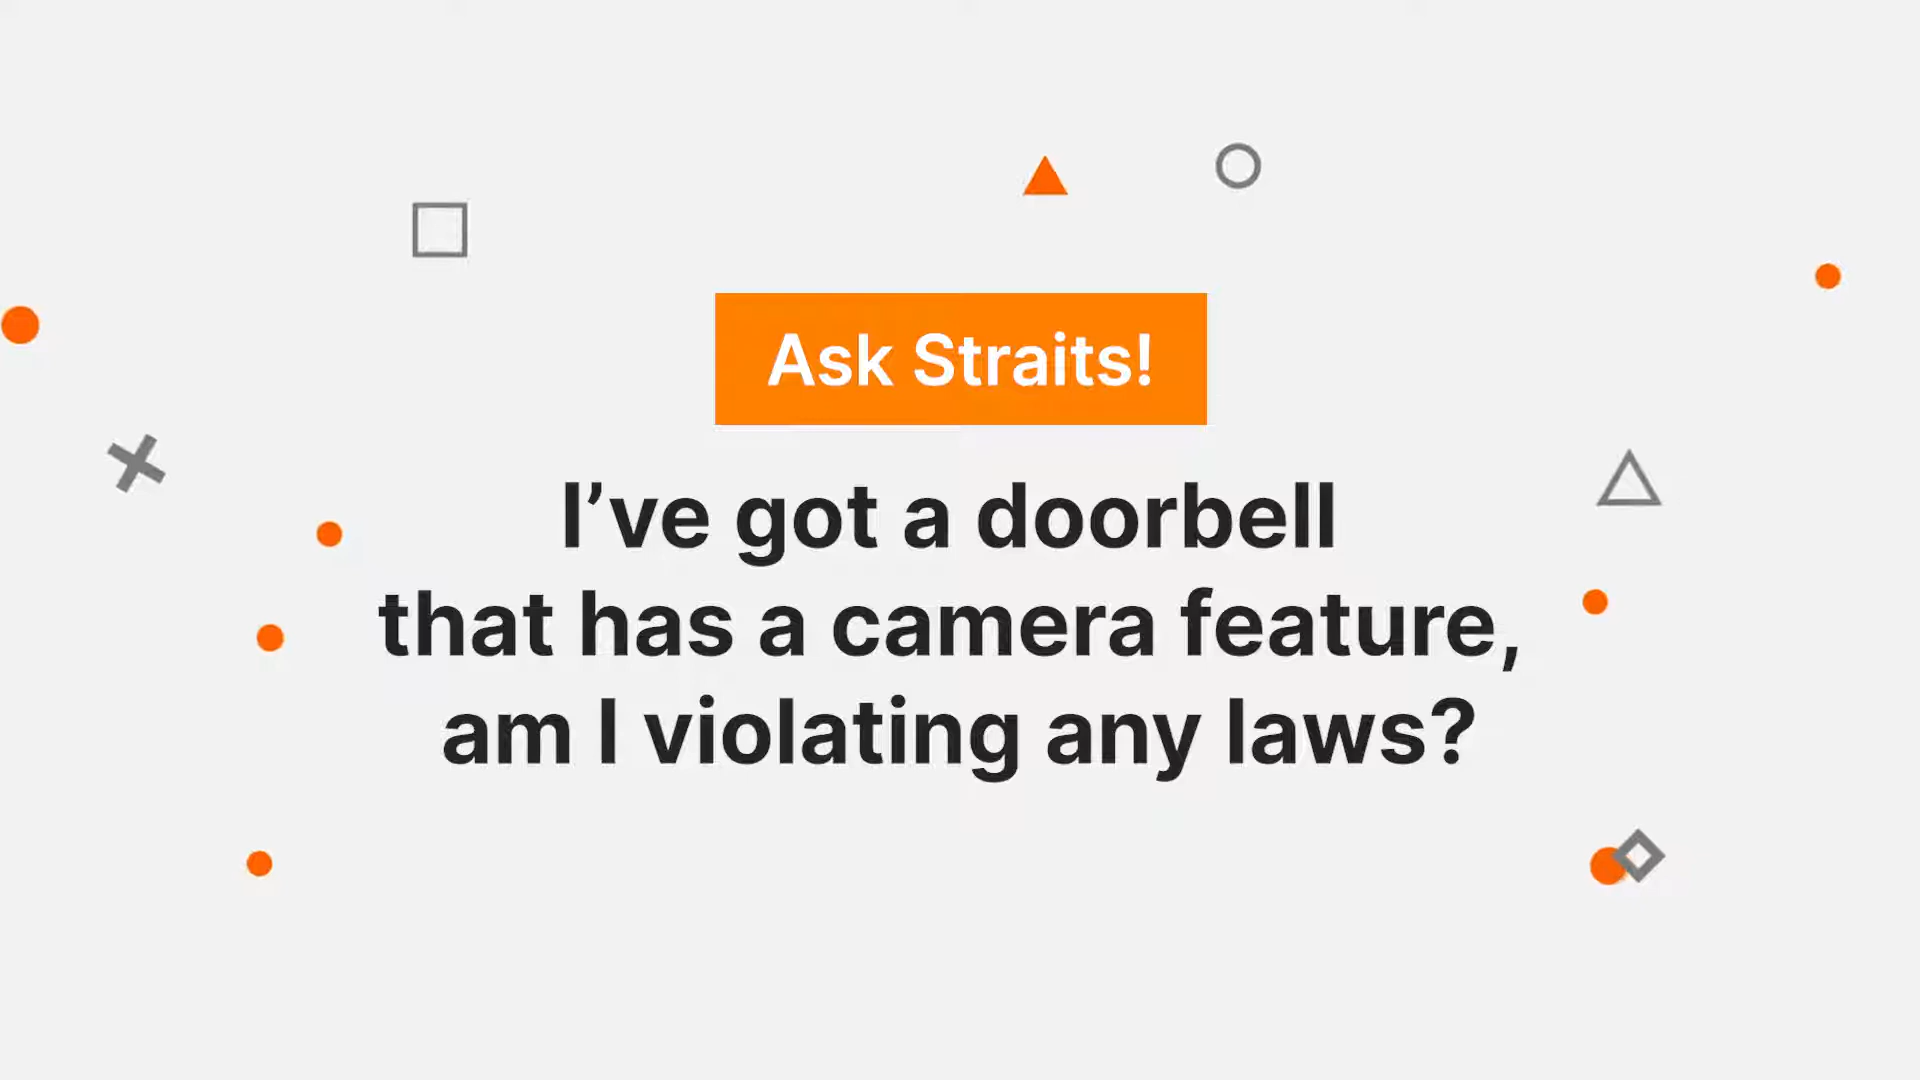 Ask Straits!
I’ve got a doorbell
that has a camera feature,
am I violating any laws?